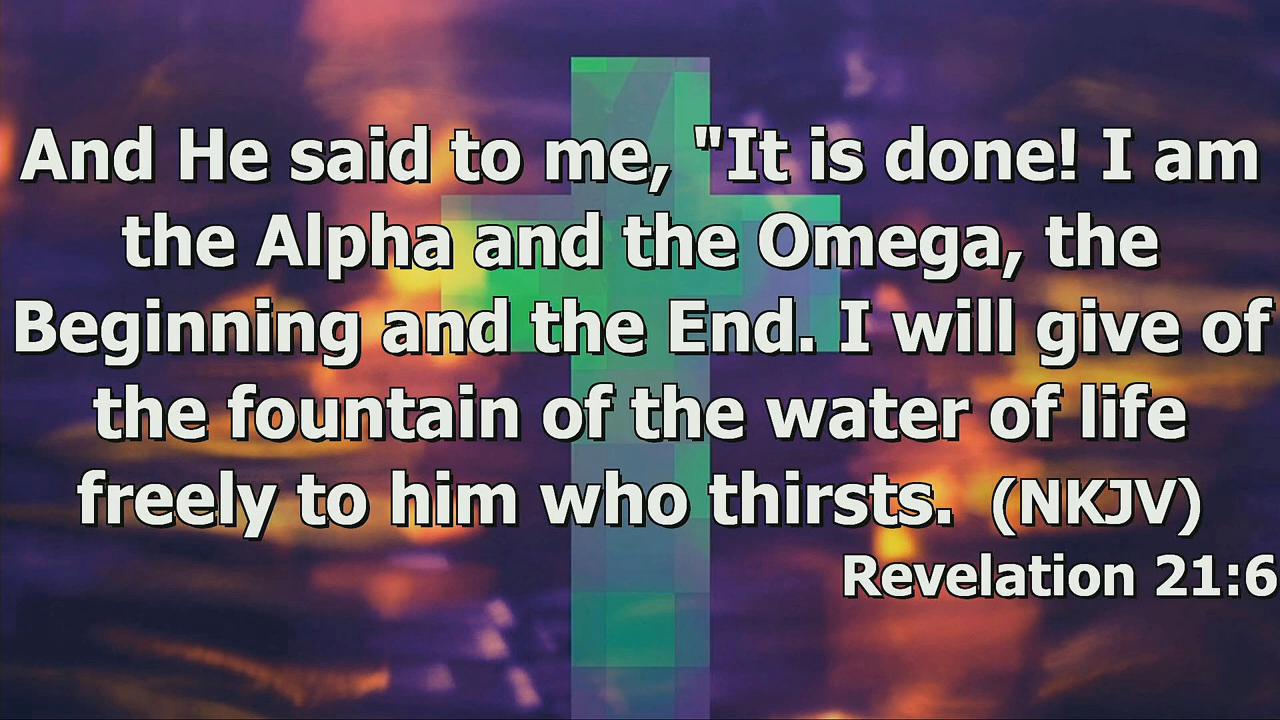 And He said to me, "It is done! I am
the Alpha and the Omega, the
Beginning and the End. I will give of
the fountain of the water of life
freely to him who thirsts.  (NKJV)
Revelation 21:6